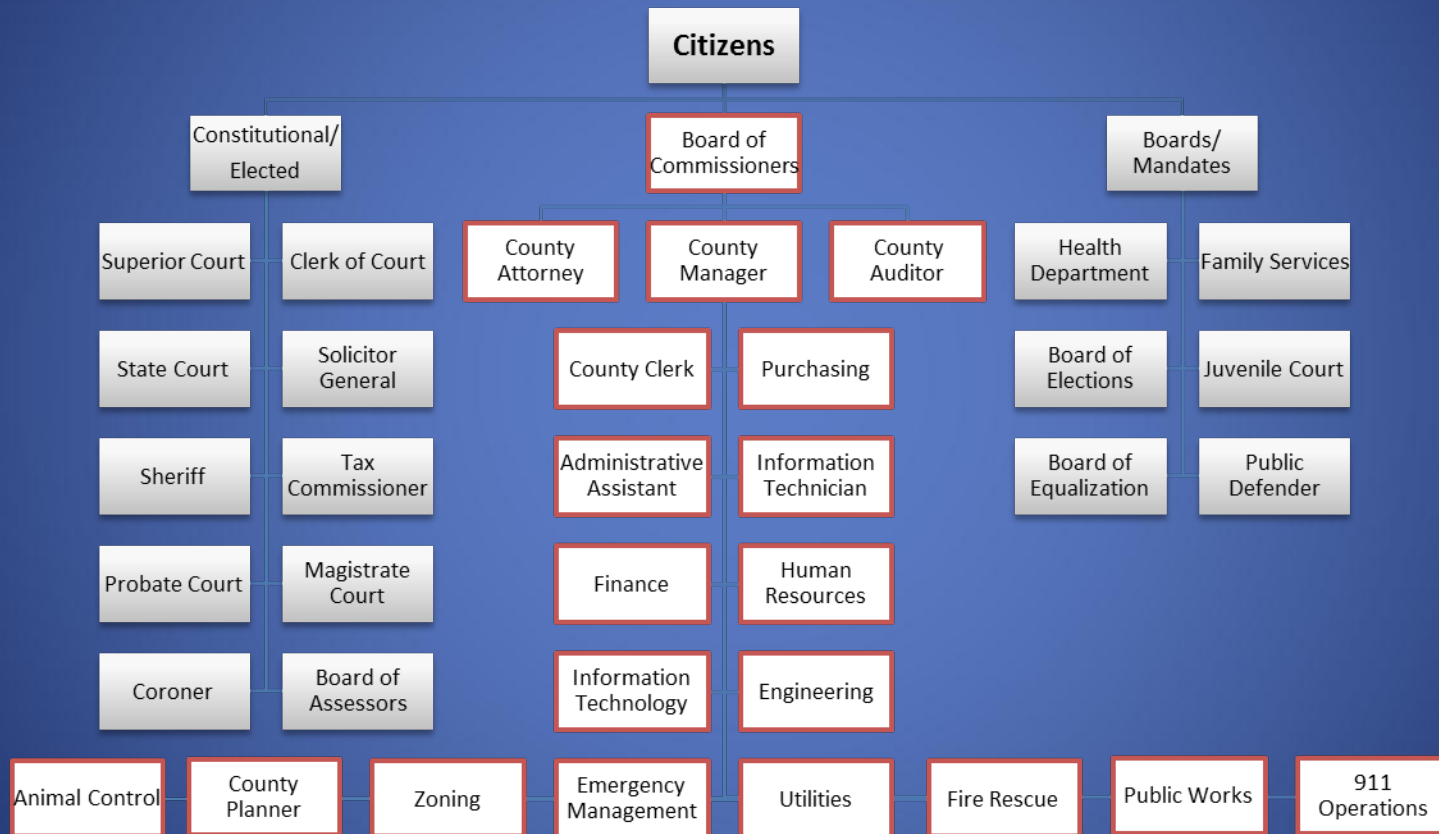 Citizens
Constitutional/
Elected
Board of
Commissioners
Boards/
Mandates
Superior Court
Clerk of Court
County
Attorney
County
Manager
County
Auditor
Health
Department
Family Services
State Court
Solicitor
General
County Clerk
Purchasing
Board of
Elections
Juvenile Court
Sheriff
Tax
Commissioner
Administrative
Assistant
Information
Technician
Board of
Equalization
Public
Defender
Probate Court
Magistrate
Court
Finance
Human
Resources
Coroner
Board of
Assessors
Information
Technology
Engineering
Animal Control
County
Planner
Zoning
Emergency
Management
Utilities
Fire Rescue
Public Works
911
Operations